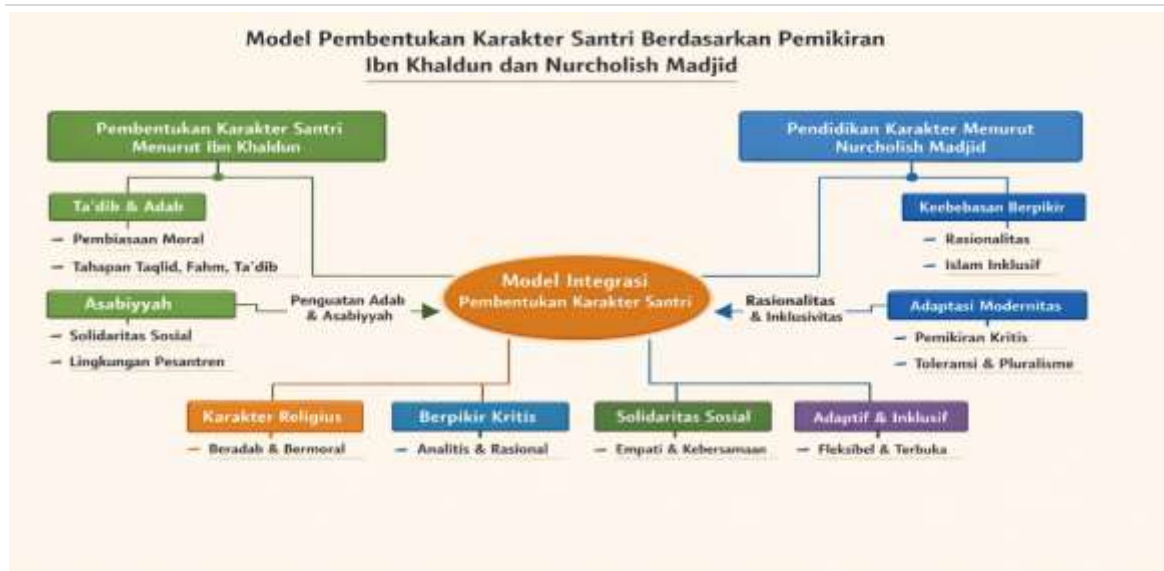 Model Pembentukan Karakter Santri Berdasarkan Pemikiran
Ibn Khaldun dan Nurcholish Madjid
Pembentukan Karakter Santri
Menurut Ibn Khaldun
Ta'dib & Adab
– Pembiasaan Moral
– Tahapan Taqlid, Fahm, Ta'dib
Asabiyyah
– Solidaritas Sosial
– Lingkungan Pesantren
Penguatan Adab
& Asabiyyah
Model Integrasi
Pembentukan Karakter Santri
Pendidikan Karakter Menurut
Nurcholish Madjid
Keebebasan Berpikir
– Rasionalitas
– Islam Inklusif
Rasionalitas
& Inklusivitas
Adaptasi Modernitas
– Pemikiran Kritis
– Toleransi & Pluralisme
Karakter Religius
– Beradab & Bermoral
Berpikir Kritis
– Analitis & Rasional
Solidaritas Sosial
– Empati & Kebersamaan
Adaptif & Inklusif
– Fleksibel & Terbuka